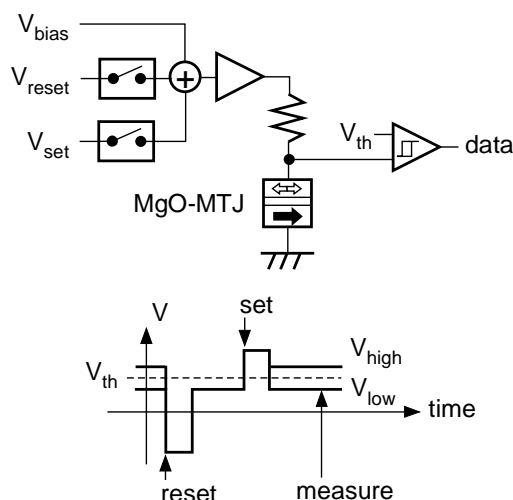 V_bias
V_reset
V_set
+
V_th
data
MgO-MTJ
set
V
V_high
V_th
V_low
time
reset
measure